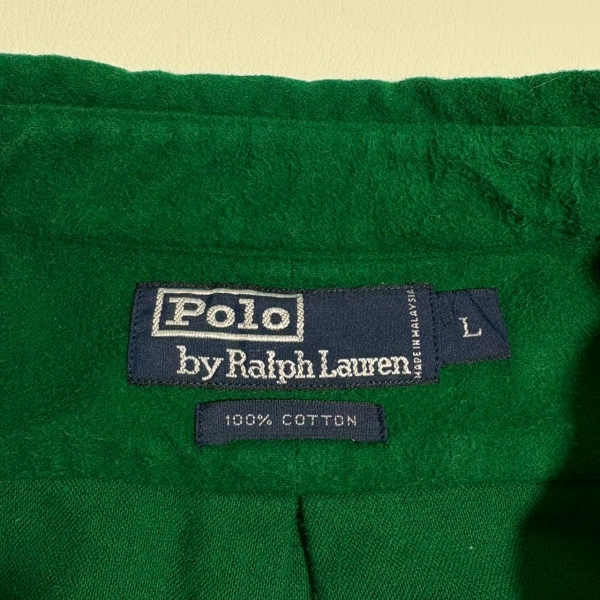 Polo
by Ralph Lauren
MADE IN MALAYSIA
L
100% COTTON